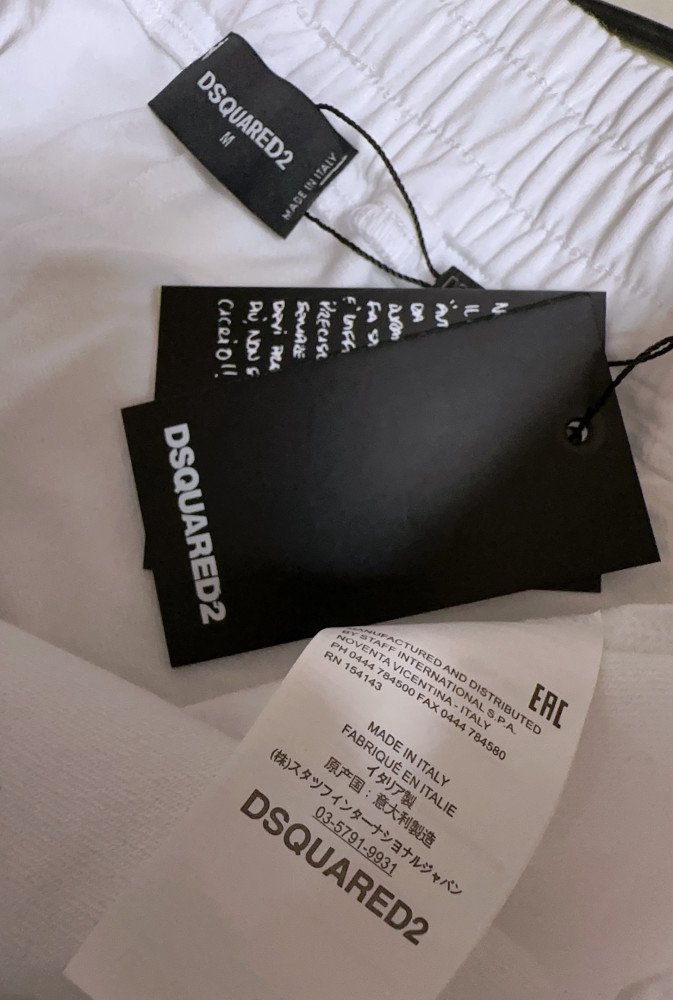 DSQUARED2
M
MADE IN ITALY
DSQUARED2
MANUFACTURED AND DISTRIBUTED
BY STAFF INTERNATIONAL S.P.A.
NOVENTA VICENTINA - ITALY
PH 0444 784500 FAX 0444 784580
RN 154143
EAC
MADE IN ITALY
FABRIQUÉ EN ITALIE
イタリア製
原产国：意大利製造
(株)スタッフインターナショナルジャパン
03-5791-9931
DSQUARED2